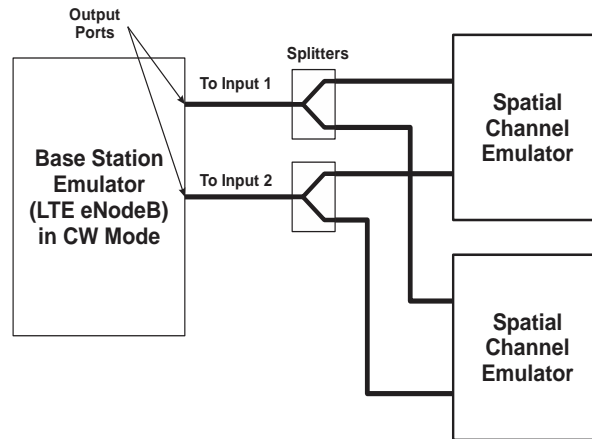 Output
Ports
Splitters
To Input 1
To Input 2
Base Station
Emulator
(LTE eNodeB)
in CW Mode
Spatial
Channel
Emulator
Spatial
Channel
Emulator